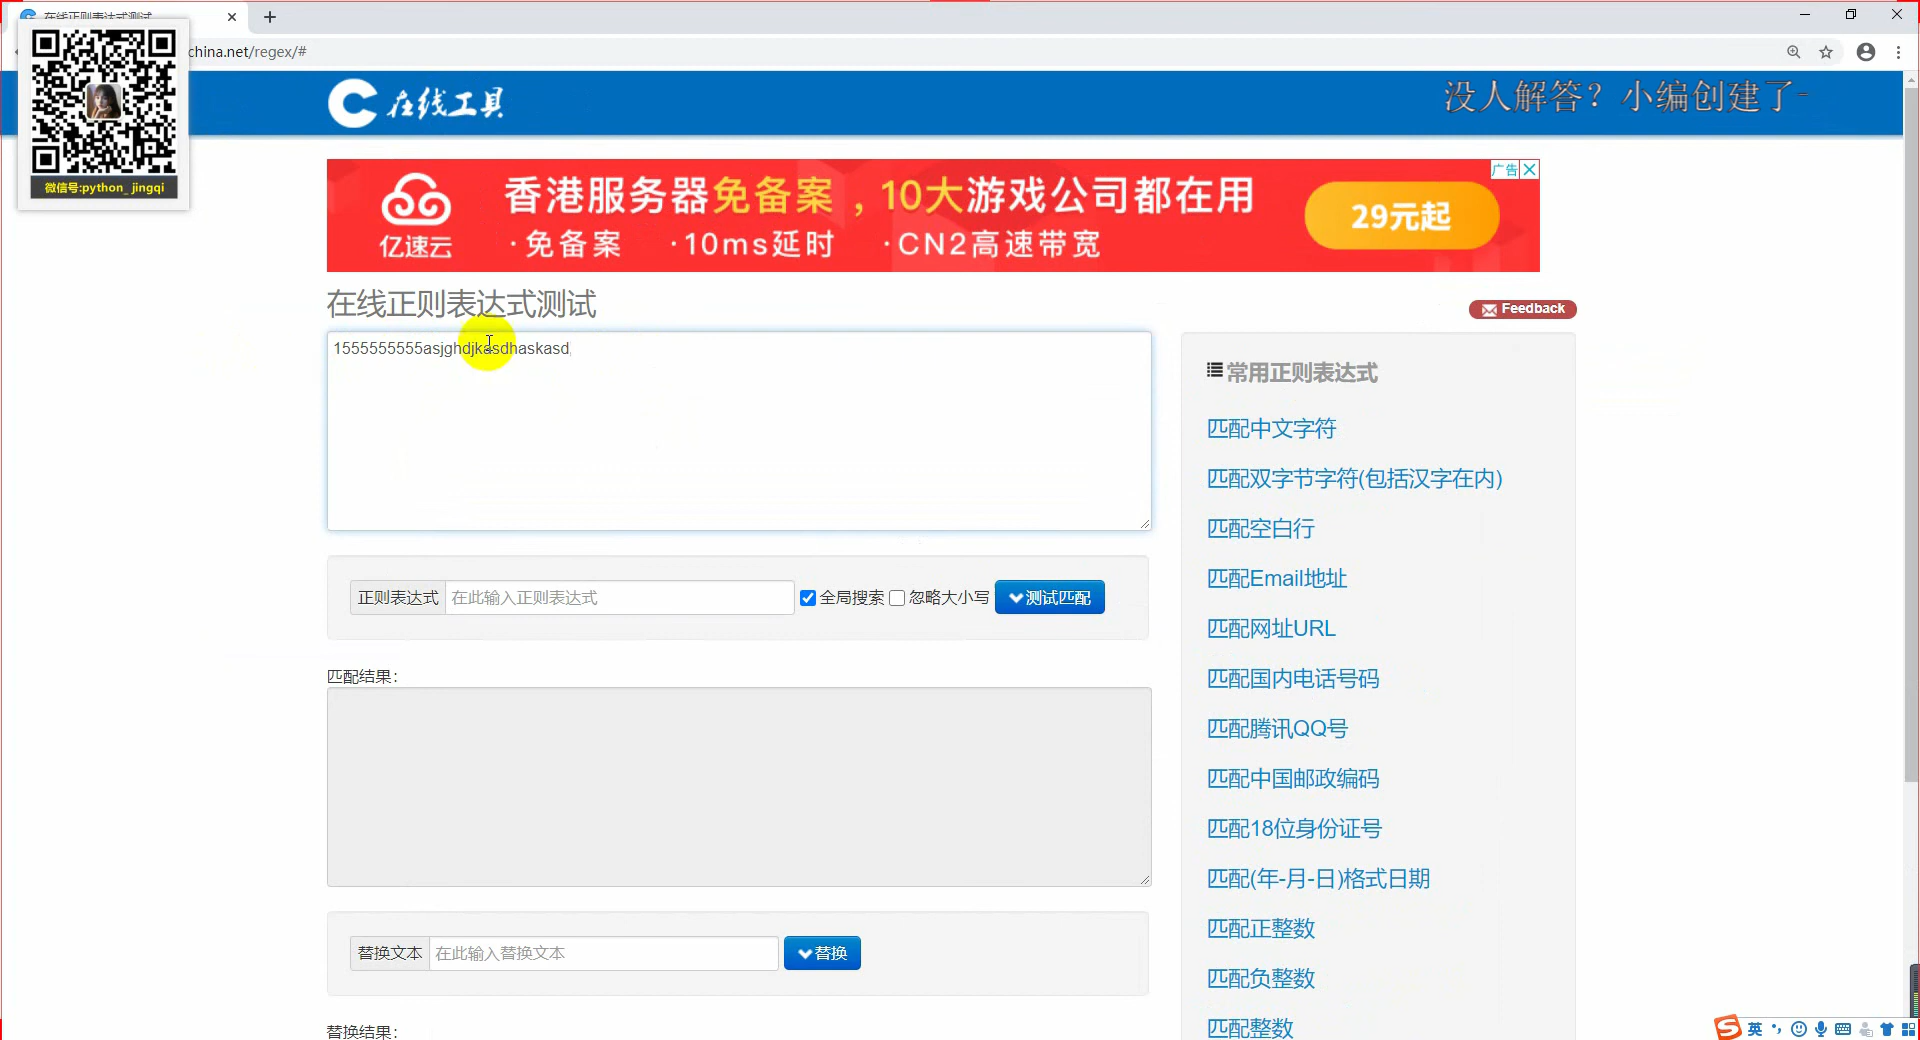 在线正则表达式测试
china.net/regex/#
微信号:python_jingqi
在线工具
没人解答？小编创建了
广告
亿速云
香港服务器免备案，10大游戏公司都在用
·免备案 ·10ms延时 ·CN2高速带宽
29元起
在线正则表达式测试
Feedback
1555555555asjghdjkasdhaskasd
正则表达式 在此输入正则表达式 全局搜索 忽略大小写 测试匹配
匹配结果：
替换文本 在此输入替换文本 替换
替换结果：
常用正则表达式
匹配中文字符
匹配双字节字符(包括汉字在内)
匹配空白行
匹配Email地址
匹配网址URL
匹配国内电话号码
匹配腾讯QQ号
匹配中国邮政编码
匹配18位身份证号
匹配(年-月-日)格式日期
匹配正整数
匹配负整数
匹配整数
英